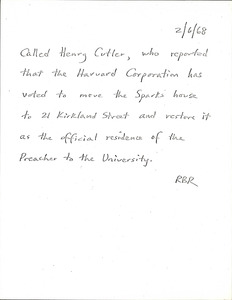 2/6/68
Called Henry Cutler, who reported
that the Harvard Corporation has
voted to move the Sparks house
to 21 Kirkland Street and restore it
as the official residence of the
Preacher to the University.
RBR